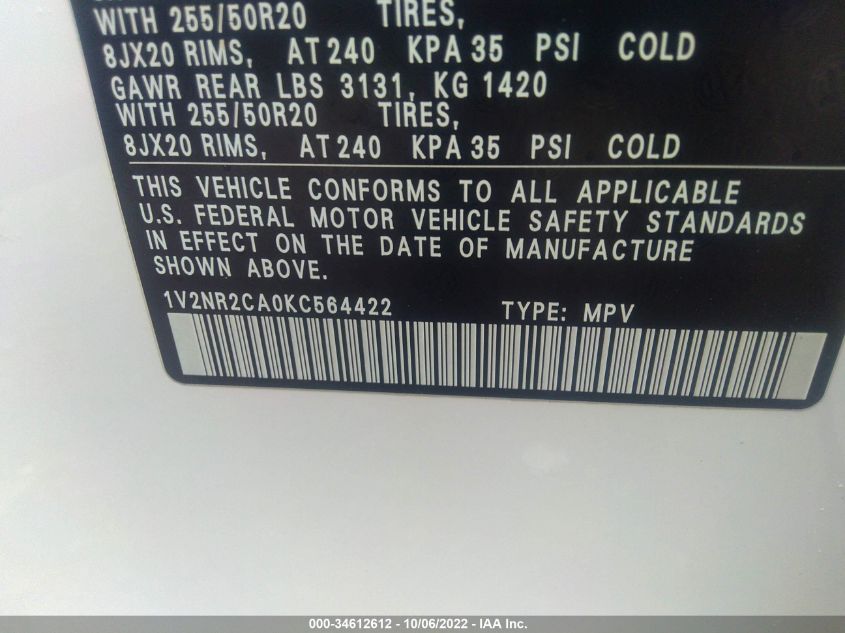 WITH 255/50R20 TIRES,
8JX20 RIMS, AT 240 KPA 35 PSI COLD
GAWR REAR LBS 3131, KG 1420
WITH 255/50R20 TIRES,
8JX20 RIMS, AT 240 KPA 35 PSI COLD
THIS VEHICLE CONFORMS TO ALL APPLICABLE
U.S. FEDERAL MOTOR VEHICLE SAFETY STANDARDS
IN EFFECT ON THE DATE OF MANUFACTURE
SHOWN ABOVE.
1V2NR2CA0KC564422 TYPE: MPV
000-34612612 - 10/06/2022 - IAA Inc.